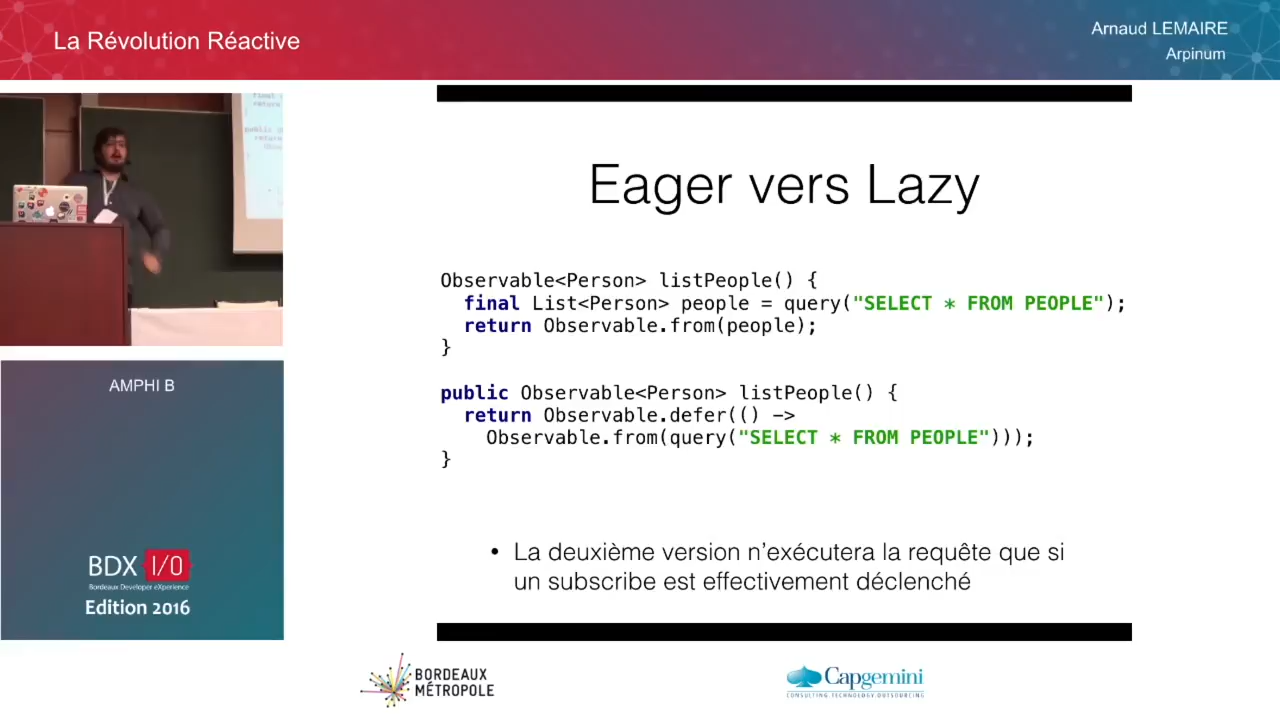 La Révolution Réactive
Arnaud LEMAIRE
Arpinum
Eager vers Lazy
Observable<Person> listPeople() {
final List<Person> people = query("SELECT * FROM PEOPLE");
return Observable.from(people);
}
public Observable<Person> listPeople() {
return Observable.defer(() ->
Observable.from(query("SELECT * FROM PEOPLE")));
}
• La deuxième version n’exécutera la requête que si
un subscribe est effectivement déclenché
AMPHI B
BDX I/O
Bordeaux Developer eXperience
Edition 2016
BORDEAUX
MÉTROPOLE
Capgemini
CONSULTING.TECHNOLOGY.OUTSOURCING